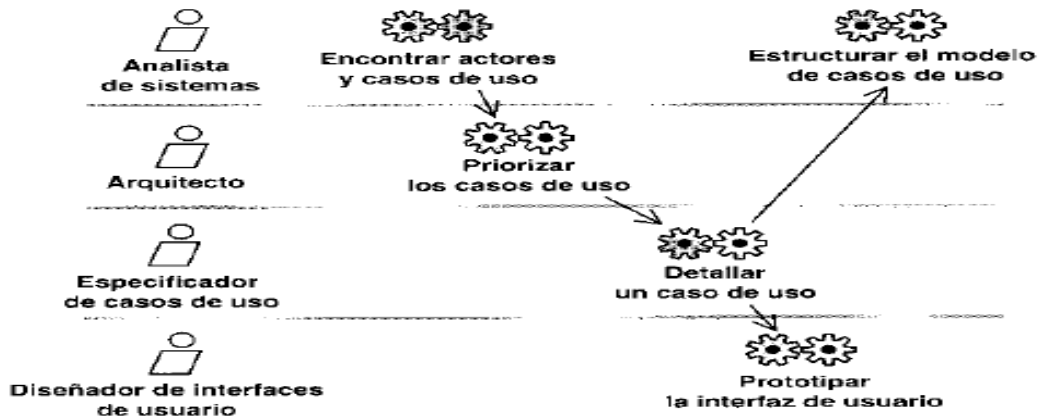 Analista
de sistemas
Encontrar actores
y casos de uso
Estructurar el modelo
de casos de uso
Arquitecto
Priorizar
los casos de uso
Especificador
de casos de uso
Detallar
un caso de uso
Diseñador de interfaces
de usuario
Prototipar
la interfaz de usuario